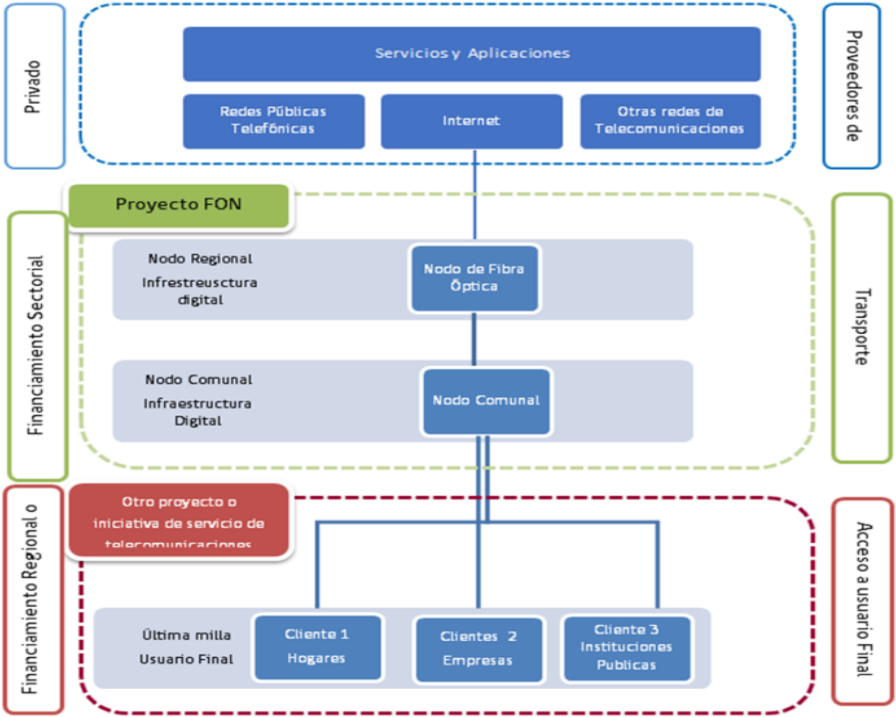 Privado
Servicios y Aplicaciones
Redes Públicas
Telefónicas
Internet
Otras redes de
Telecomunicaciones
Proveedores de
Proyecto FON
Financiamiento Sectorial
Nodo Regional
Infrestreusctura
digital
Nodo de Fibra
Óptica
Nodo Comunal
Infraestructura
Digital
Nodo Comunal
Transporte
Financiamiento Regional o
Otro proyecto o
iniciativa de servicio de
telecomunicaciones
Última milla
Usuario Final
Cliente 1
Hogares
Clientes 2
Empresas
Cliente 3
Instituciones
Publicas
Acceso a usuario Final